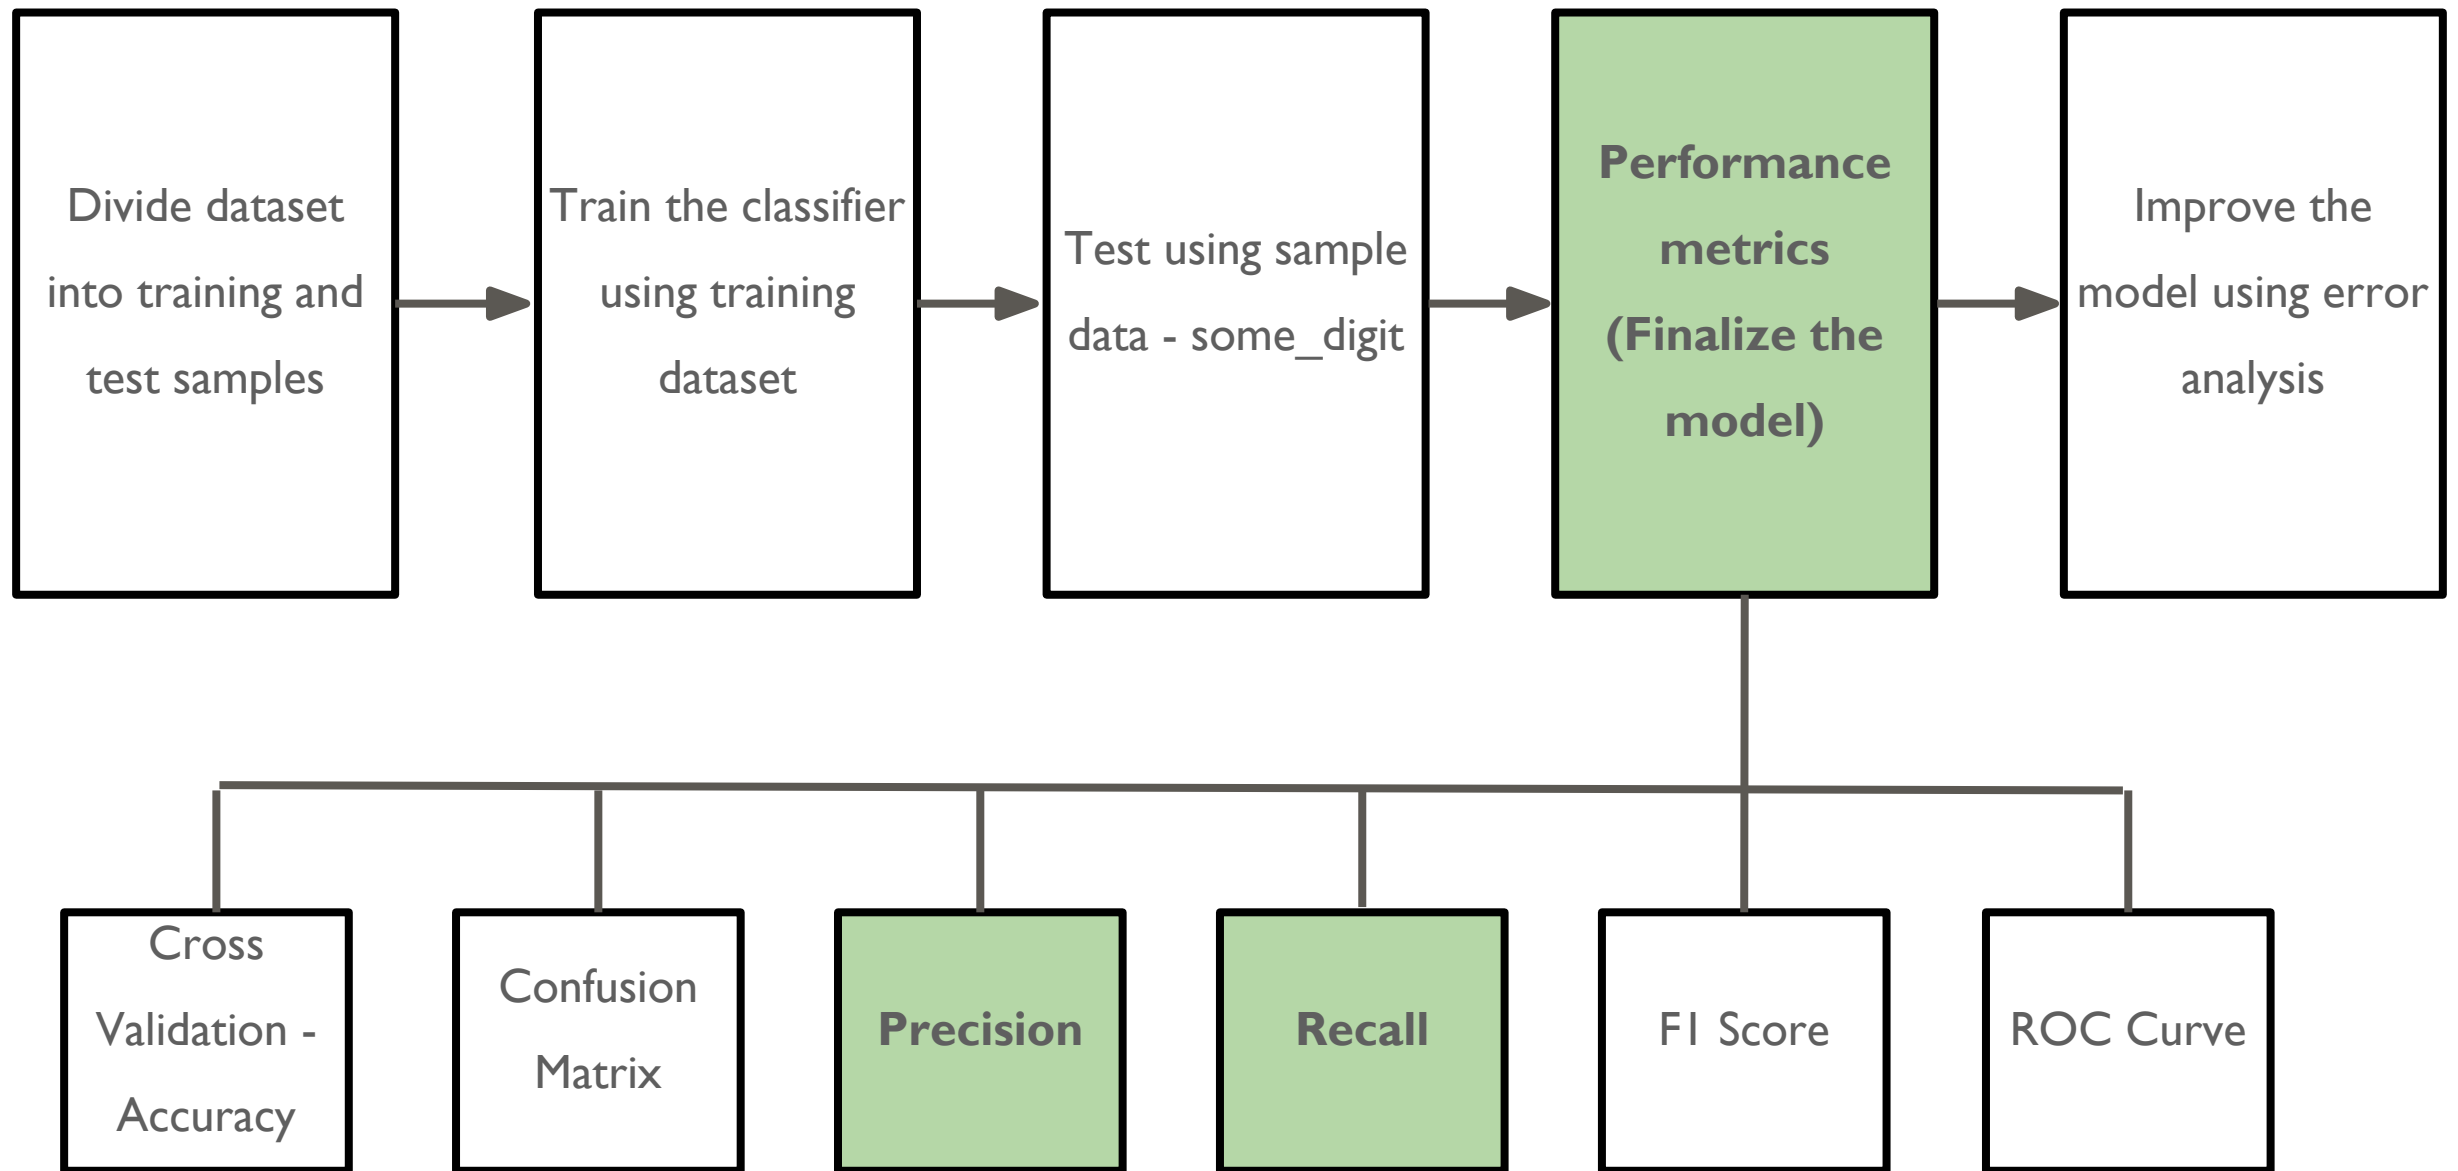 Divide dataset
into training and
test samples
Train the classifier
using training
dataset
Test using sample
data - some_digit
Performance
metrics
(Finalize the
model)
Improve the
model using error
analysis
Cross
Validation -
Accuracy
Confusion
Matrix
Precision
Recall
F1 Score
ROC Curve